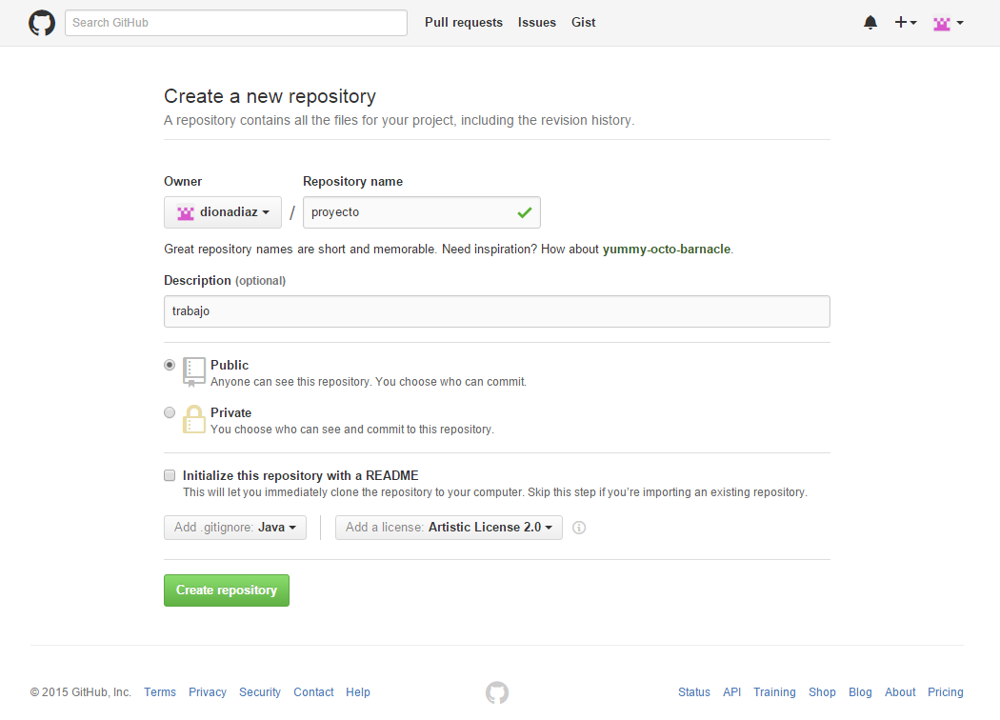 Search GitHub Pull requests Issues Gist
Create a new repository
A repository contains all the files for your project, including the revision history.
Owner Repository name
dionadiaz / proyecto
Great repository names are short and memorable. Need inspiration? How about yummy-octo-barnacle.
Description (optional)
trabajo
Public
Anyone can see this repository. You choose who can commit.
Private
You choose who can see and commit to this repository.
Initialize this repository with a README
This will let you immediately clone the repository to your computer. Skip this step if you’re importing an existing repository.
Add .gitignore: Java Add a license: Artistic License 2.0
Create repository
© 2015 GitHub, Inc. Terms Privacy Security Contact Help Status API Training Shop Blog About Pricing